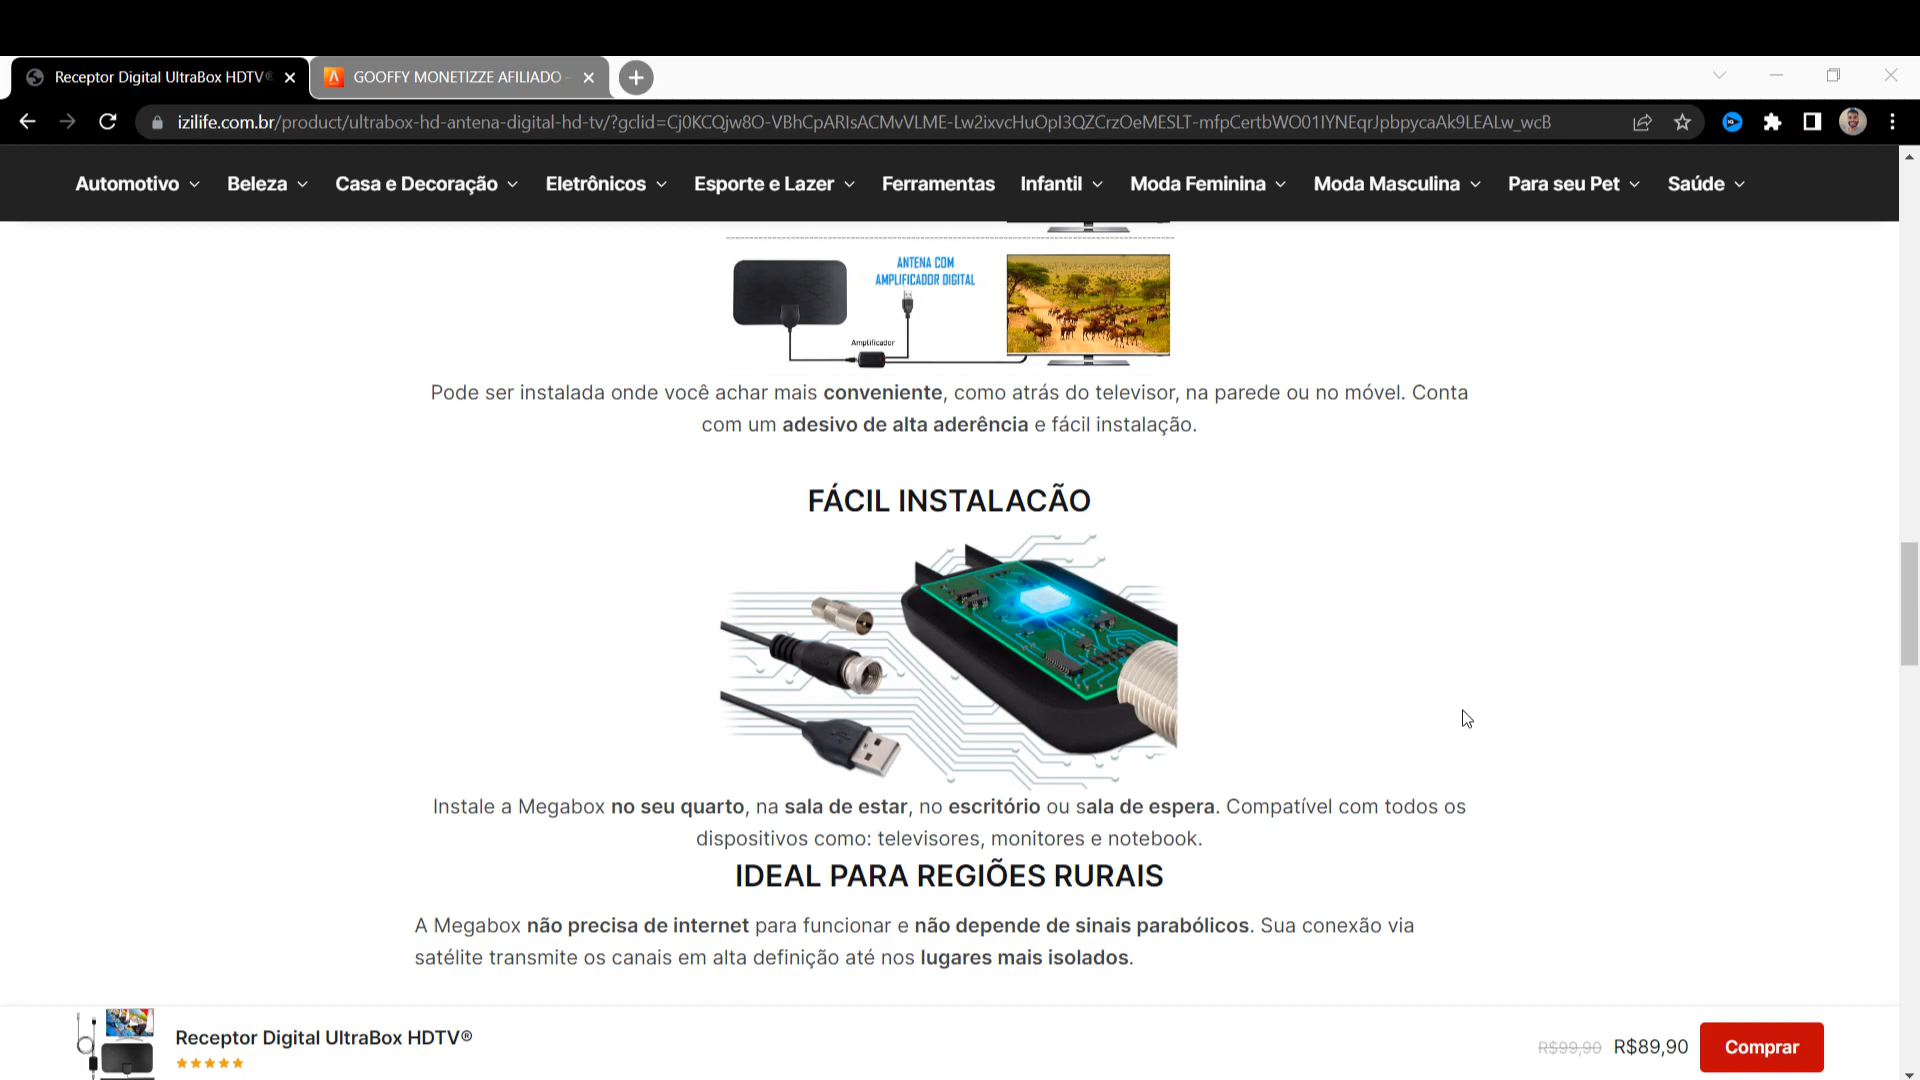 Receptor Digital UltraBox HDTV®
GOOFFY MONETIZZE AFILIADO -
izilife.com.br/product/ultrabox-hd-antena-digital-hd-tv/?gclid=Cj0KCQjw8O-VBhCpARIsACMvVLME-Lw2ixvcHuOpI3QZCrzOeMESLT-mfpCertbWO01IYNEqrJpbpycaAk9LEALw_wcB
Automotivo Beleza Casa e Decoração Eletrônicos Esporte e Lazer Ferramentas Infantil Moda Feminina Moda Masculina Para seu Pet Saúde
ANTENA COM
AMPLIFICADOR DIGITAL
Amplificador
Pode ser instalada onde você achar mais conveniente, como atrás do televisor, na parede ou no móvel. Conta
com um adesivo de alta aderência e fácil instalação.
FÁCIL INSTALACÃO
Instale a Megabox no seu quarto, na sala de estar, no escritório ou sala de espera. Compatível com todos os
dispositivos como: televisores, monitores e notebook.
IDEAL PARA REGIÕES RURAIS
A Megabox não precisa de internet para funcionar e não depende de sinais parabólicos. Sua conexão via
satélite transmite os canais em alta definição até nos lugares mais isolados.
Receptor Digital UltraBox HDTV®
R$99,90 R$89,90 Comprar